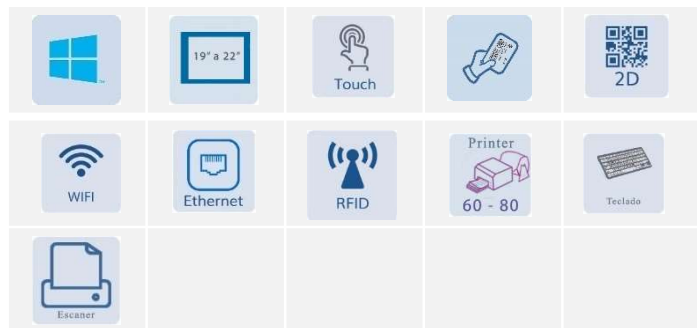 19" a 22"
Touch
2D
WIFI
Ethernet
RFID
Printer
60 - 80
Teclado
Escaner